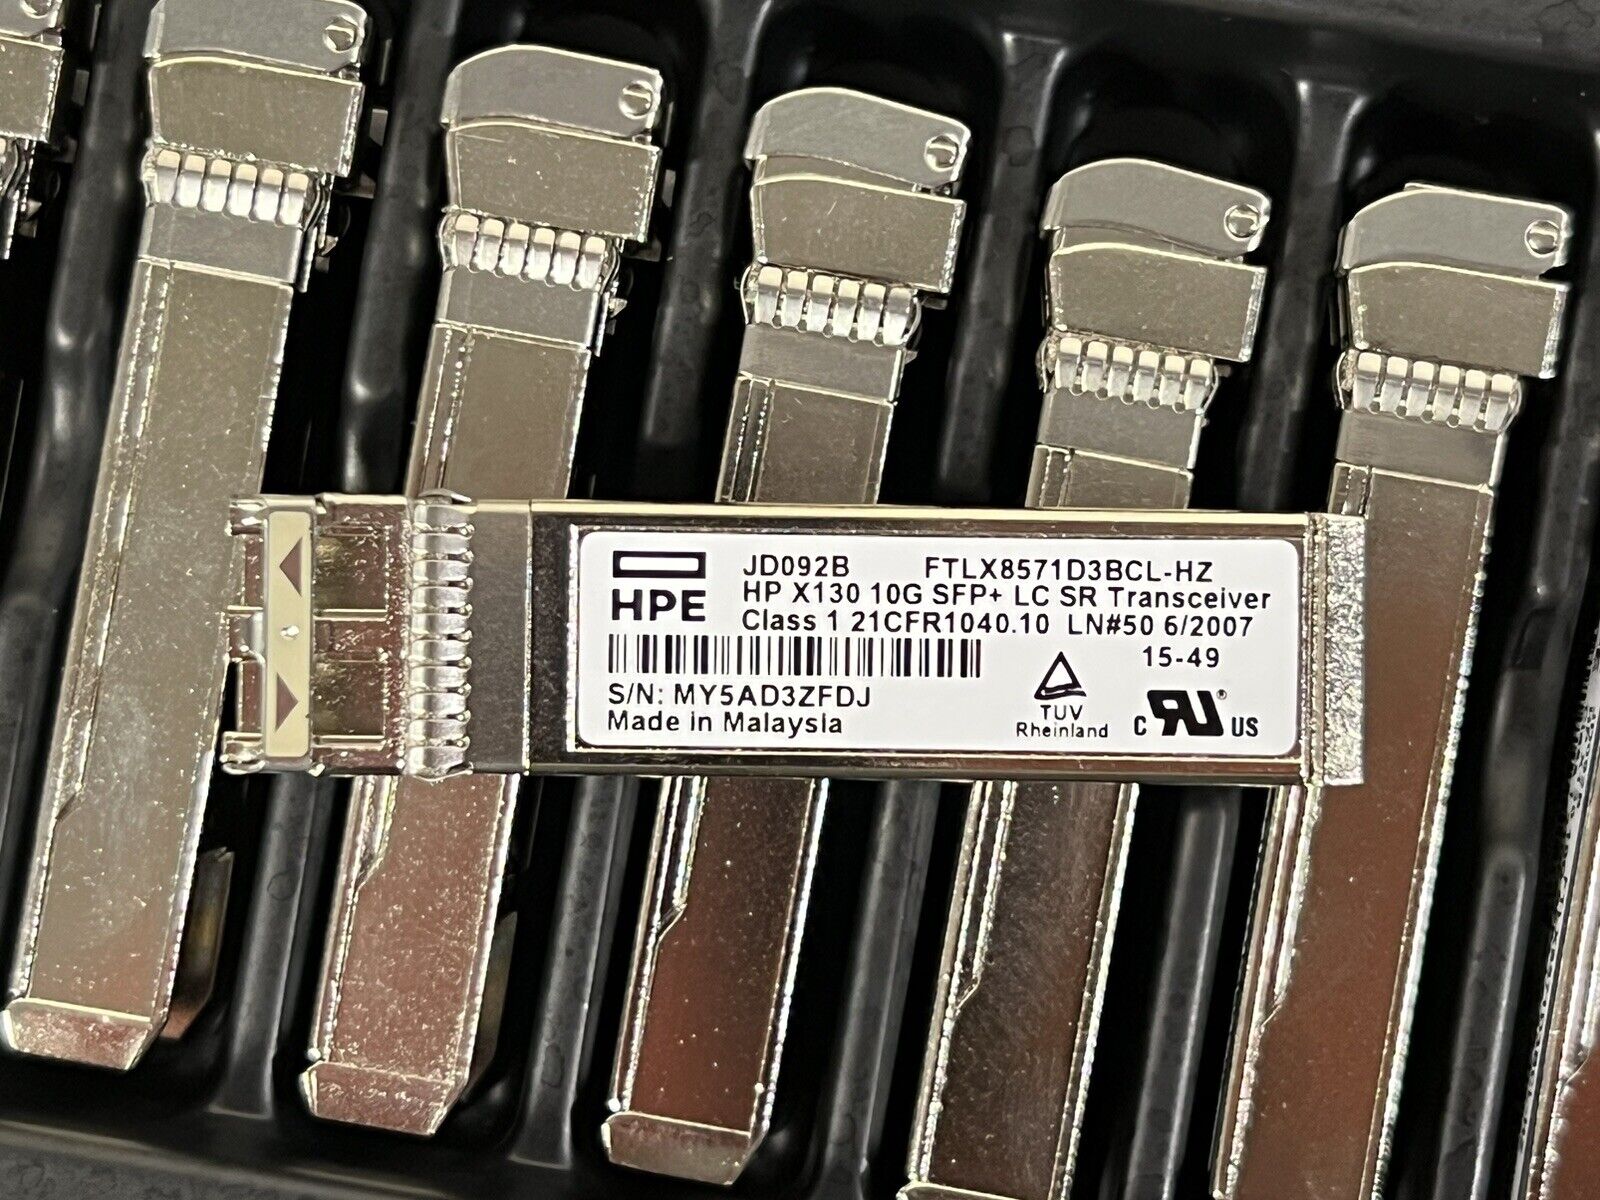 HPE
JD092B FTLX8571D3BCL-HZ
HP X130 10G SFP+ LC SR Transceiver
Class 1 21CFR1040.10 LN#50 6/2007
15-49
S/N: MY5AD3ZFDJ
Made in Malaysia
TUV
Rheinland
C RU US